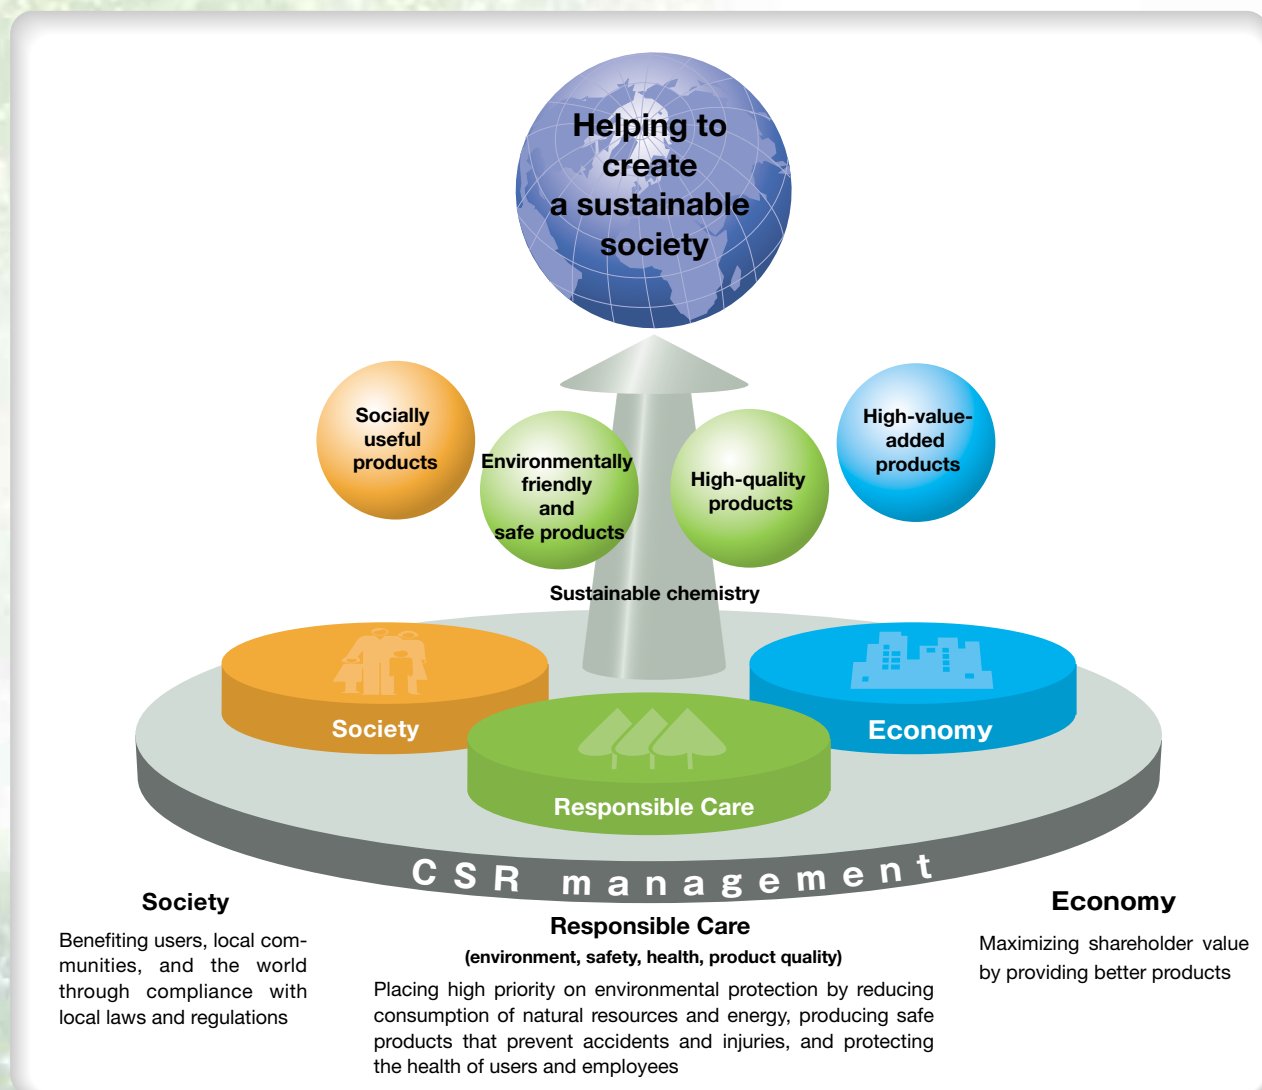 Helping to
create
a sustainable
society
Socially
useful
products
Environmentally
friendly
and
safe products
High-quality
products
High-value-
added
products
Sustainable chemistry
Society
Economy
Responsible Care
CSR management
Society
Benefiting users, local com-
munities, and the world
through compliance with
local laws and regulations
Responsible Care
(environment, safety, health, product quality)
Placing high priority on environmental protection by reducing
consumption of natural resources and energy, producing safe
products that prevent accidents and injuries, and protecting
the health of users and employees
Economy
Maximizing shareholder value
by providing better products